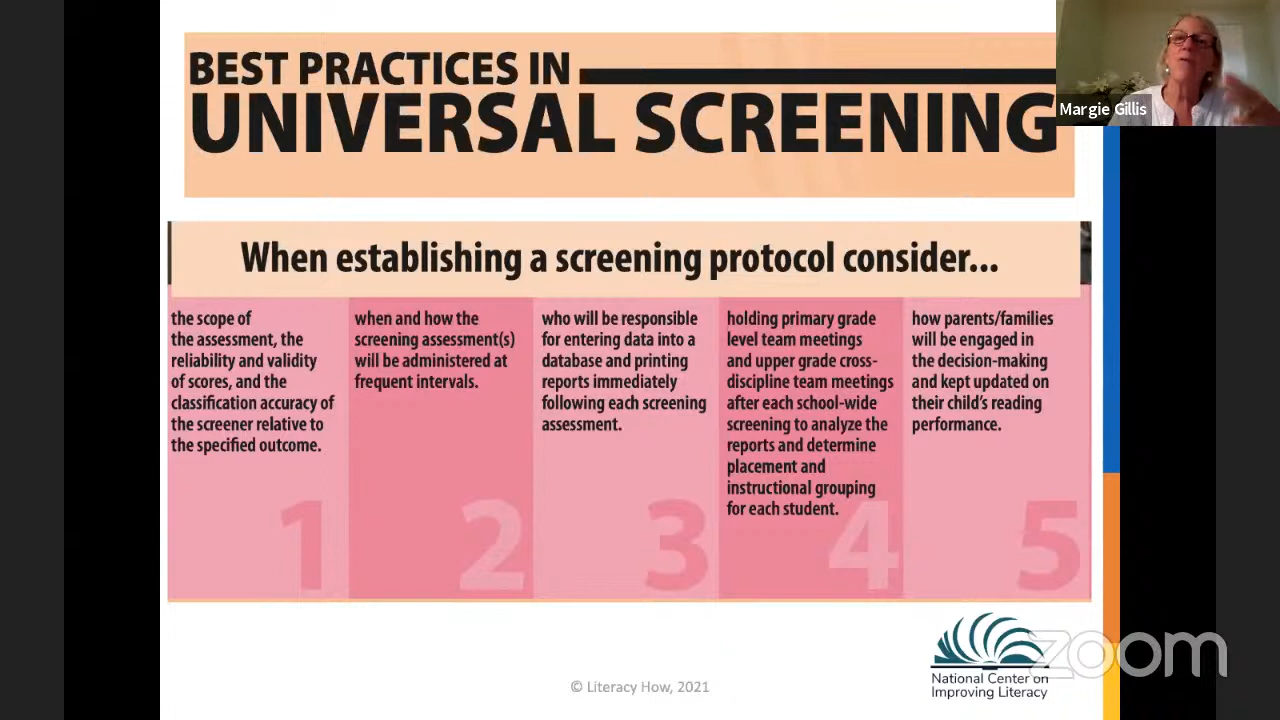 BEST PRACTICES IN
UNIVERSAL SCREENING
Margie Gillis
When establishing a screening protocol consider...
the scope of
the assessment, the
reliability and validity
of scores, and the
classification accuracy of
the screener relative to
the specified outcome.
1
when and how the
screening assessment(s)
will be administered at
frequent intervals.
2
who will be responsible
for entering data into a
database and printing
reports immediately
following each screening
assessment.
3
holding primary grade
level team meetings
and upper grade cross-
discipline team meetings
after each school-wide
screening to analyze the
reports and determine
placement and
instructional grouping
for each student.
4
how parents/families
will be engaged in
the decision-making
and kept updated on
their child's reading
performance.
5
National Center on
Improving Literacy
zoom
© Literacy How, 2021